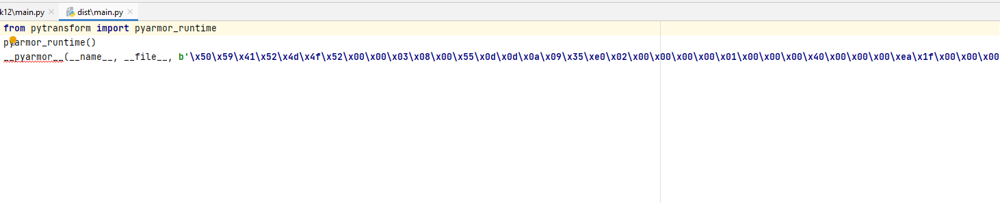 k12\main.py
dist\main.py
from pytransform import pyarmor_runtime
pyarmor_runtime()
__pyarmor__(__name__, __file__, b'\x50\x59\x41\x52\x4d\x4f\x52\x00\x00\x03\x08\x00\x55\x0d\x0d\x0a\x09\x35\xe0\x02\x00\x00\x00\x00\x01\x00\x00\x00\x40\x00\x00\x00\xea\x1f\x00\x00\x00